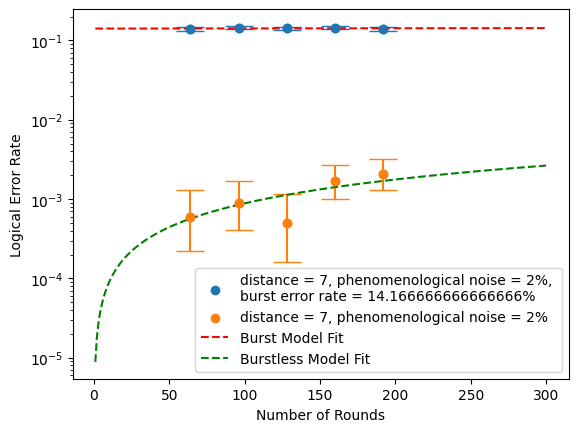 10⁻¹
10⁻²
10⁻³
10⁻⁴
10⁻⁵
Logical Error Rate
distance = 7, phenomenological noise = 2%,
burst error rate = 14.166666666666666%
distance = 7, phenomenological noise = 2%
Burst Model Fit
Burstless Model Fit
0 50 100 150 200 250 300
Number of Rounds